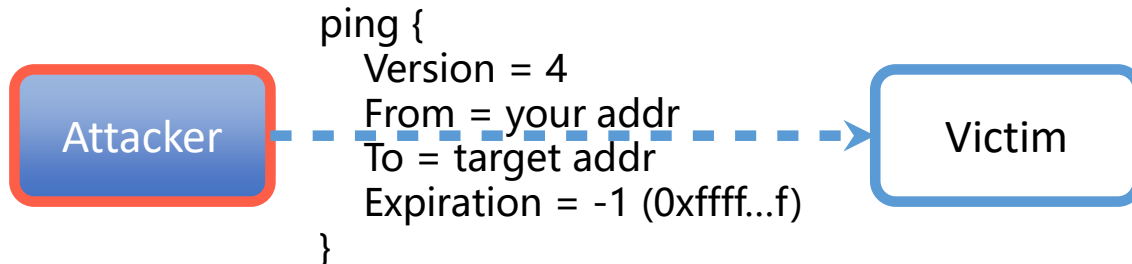 ping {
Version = 4
From = your addr
To = target addr
Expiration = -1 (0xffff...f)
}
Attacker
Victim